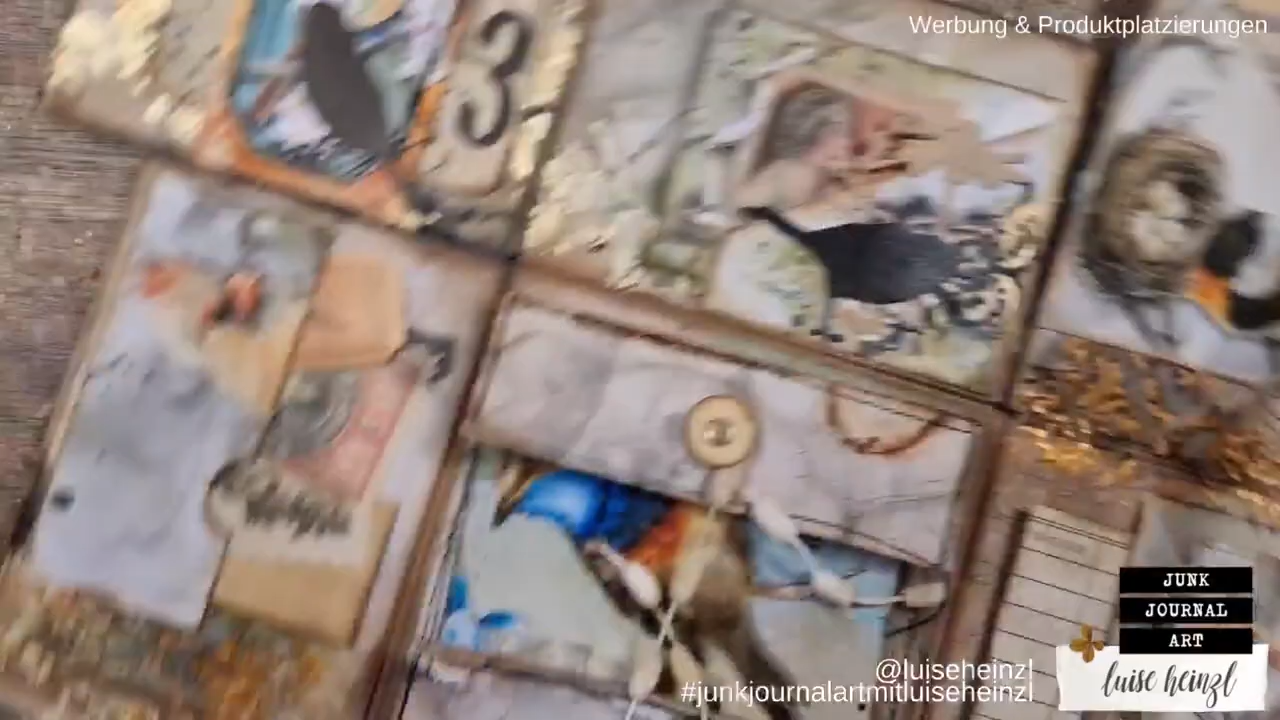 Werbung & Produktplatzierungen
3
JUNK
JOURNAL
ART
@luiseheinzl
#junkjournalartmitluiseheinzl
luise heinzl